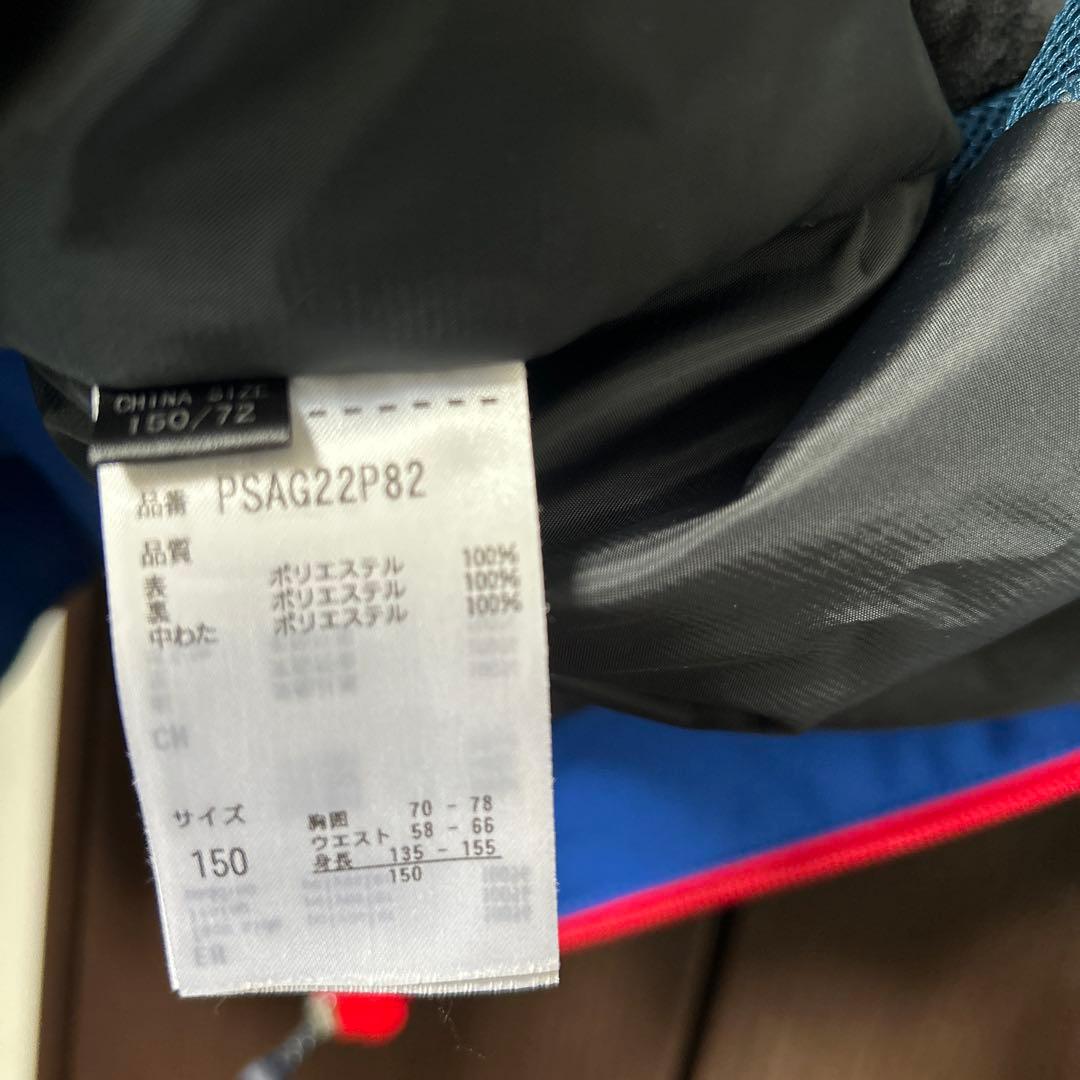 CHINA SIZE
150/72
品番 PSAG22P82
品質
表 ポリエステル 100%
裏 ポリエステル 100%
中わた ポリエステル 100%
CH
サイズ
150
胸囲 70 - 78
ウエスト 58 - 66
身長 135 - 155
150
EN